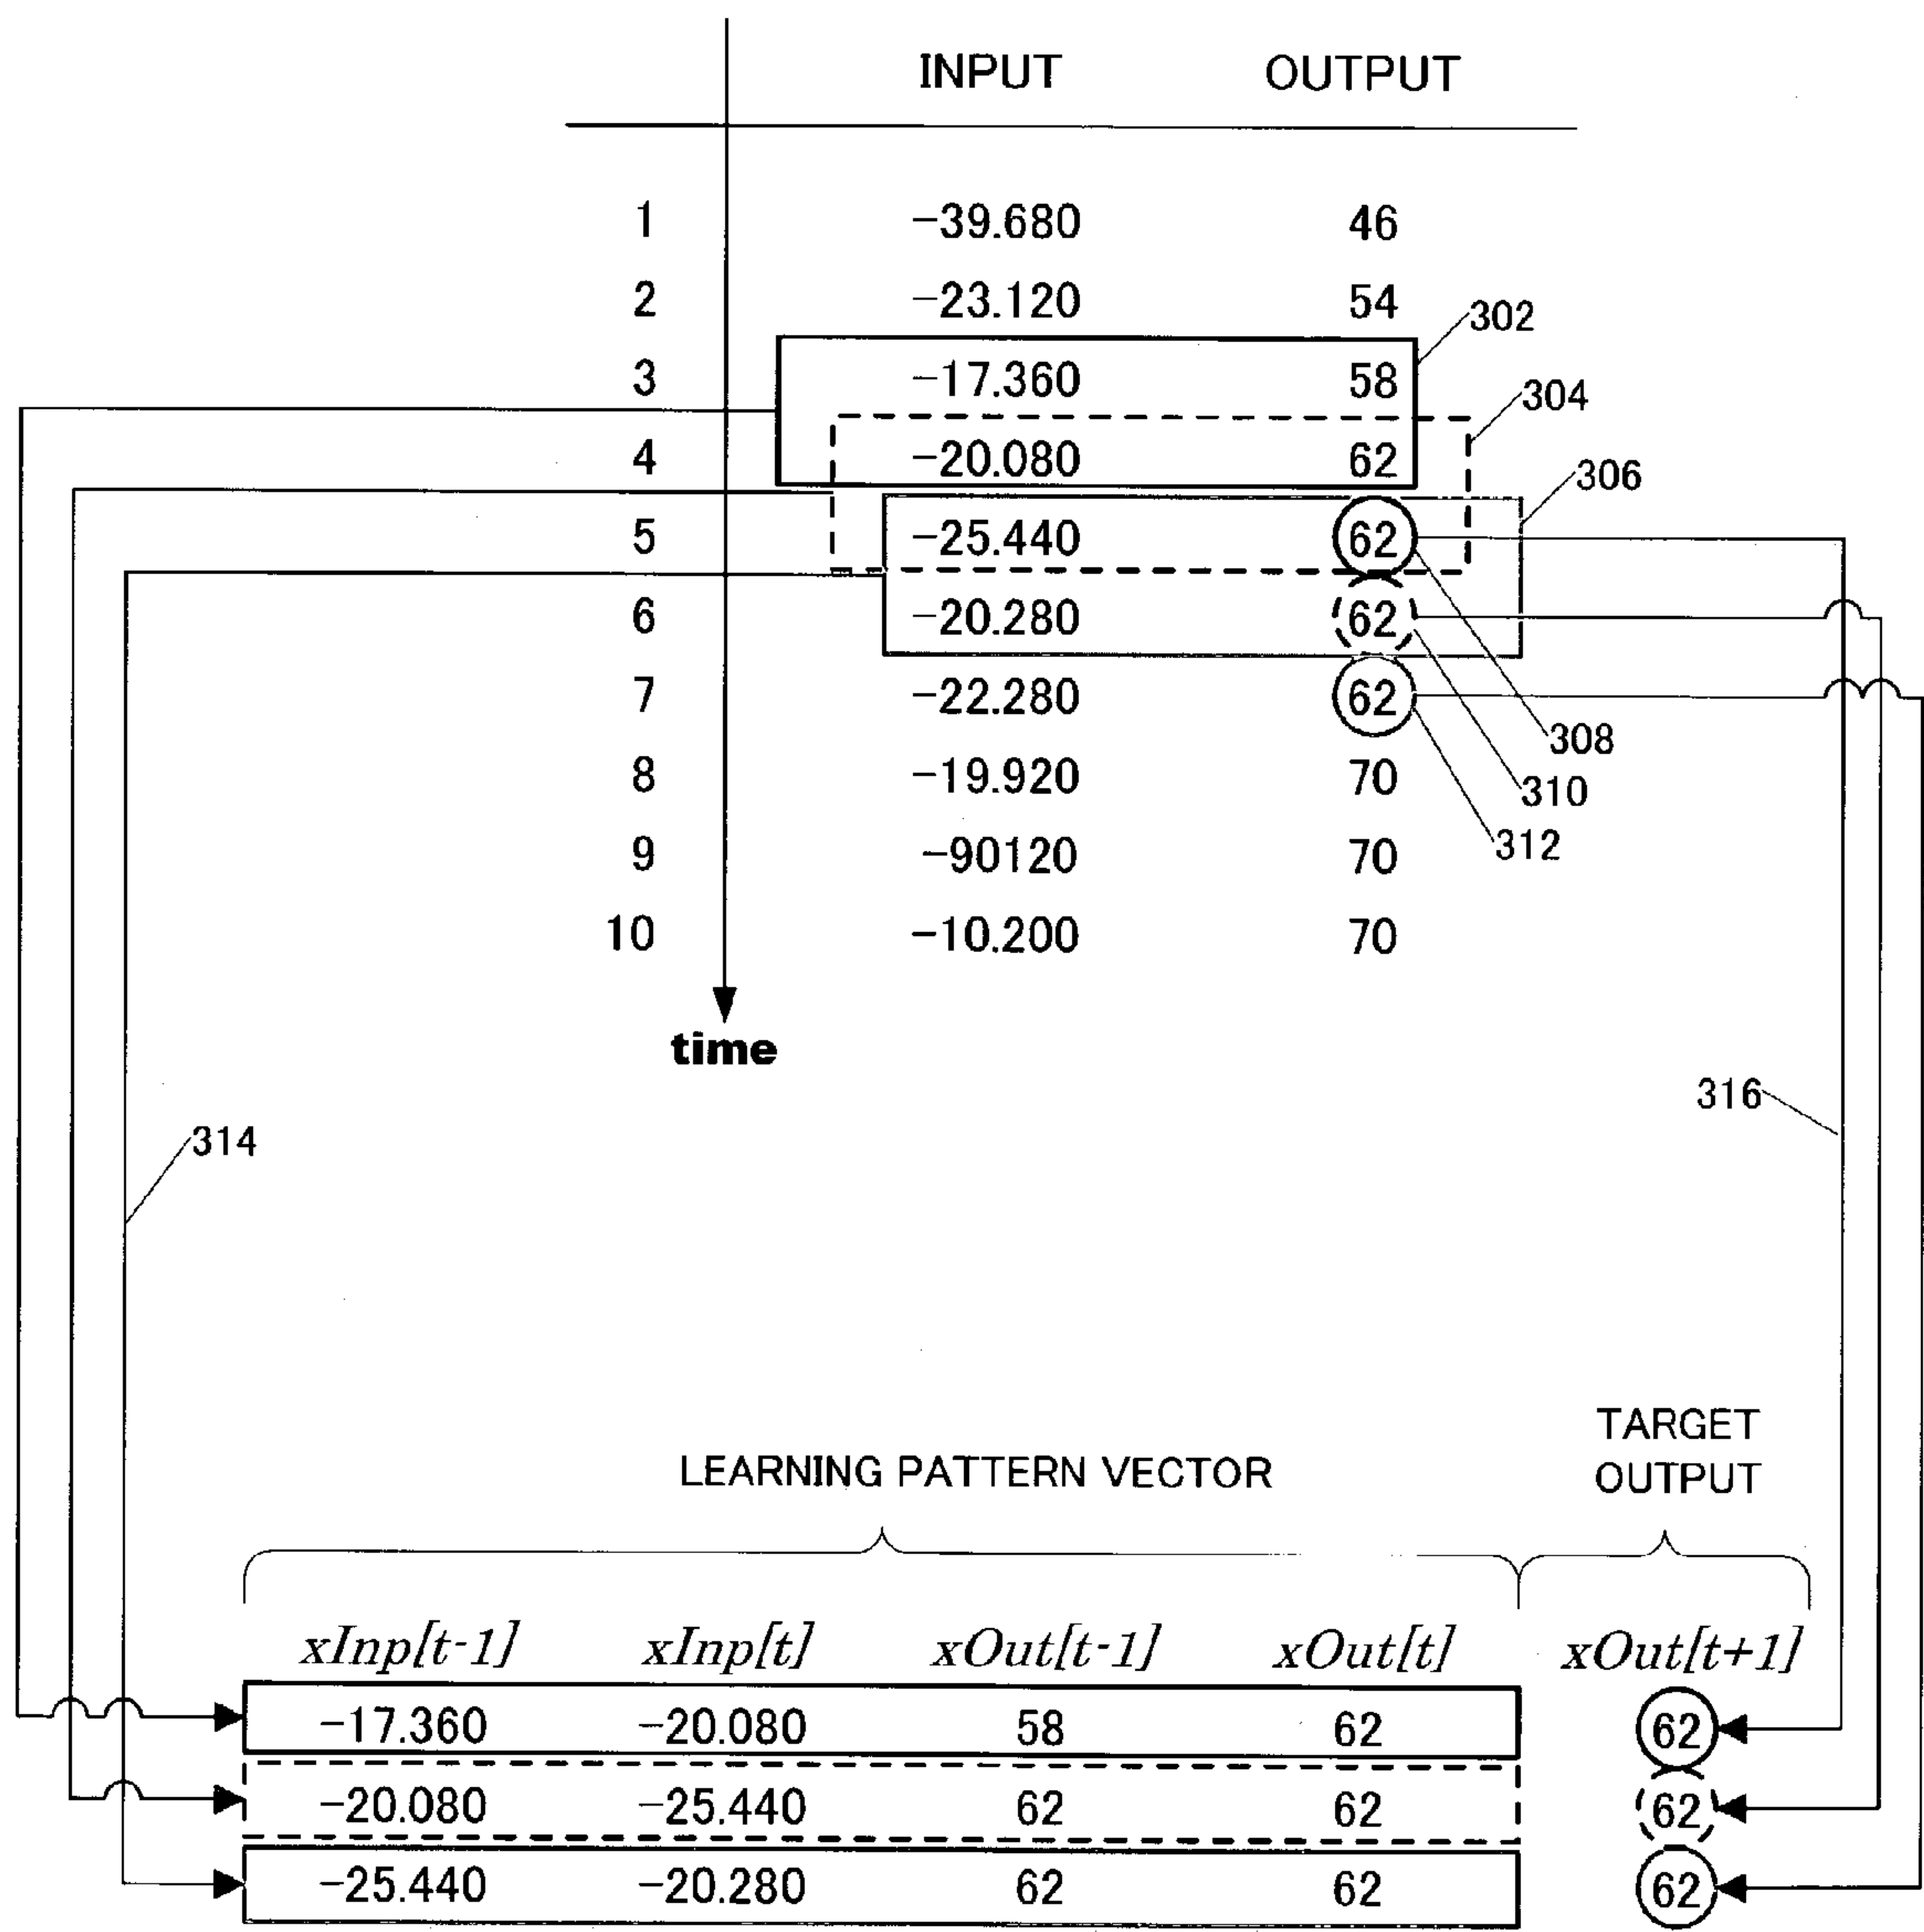 INPUT OUTPUT
1 -39.680 46
2 -23.120 54
302
3 -17.360 58
304
4 -20.080 62
306
5 -25.440 62
6 -20.280 62
7 -22.280 62
308
8 -19.920 70
310
312
9 -90120 70
10 -10.200 70
time
316
314
TARGET
OUTPUT
LEARNING PATTERN VECTOR
xInp[t-1] xInp[t] xOut[t-1] xOut[t] xOut[t+1]
-17.360 -20.080 58 62 62
-20.080 -25.440 62 62 62
-25.440 -20.280 62 62 62